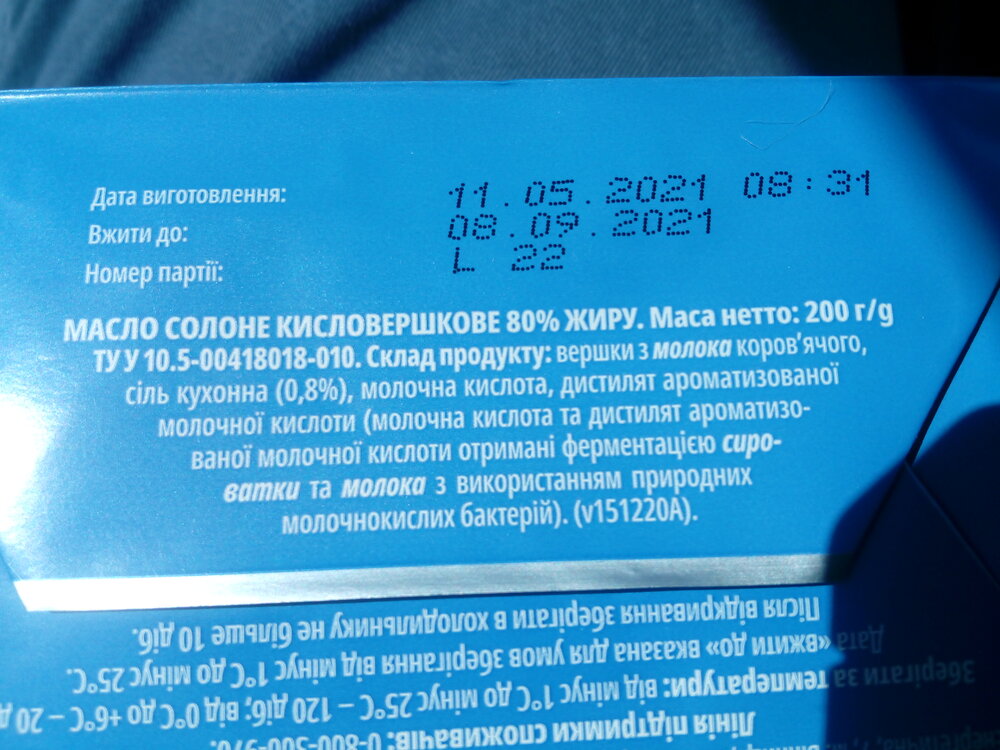 Дата виготовлення: 11.05.2021 08:31
Вжити до: 08.09.2021
Номер партії: L 22
МАСЛО СОЛОНЕ КИСЛОВЕРШКОВЕ 80% ЖИРУ. Маса нетто: 200 г/g
ТУ У 10.5-00418018-010. Склад продукту: вершки з молока коров’ячого,
сіль кухонна (0,8%), молочна кислота, дистилят ароматизованої
молочної кислоти (молочна кислота та дистилят ароматизо-
ваної молочної кислоти отримані ферментацією сиро-
ватки та молока з використанням природних
молочнокислих бактерій). (v151220A).
Лінія підтримки споживачів: 0-800-500-970
Зберігати за температури: від мінус 1°C до мінус 25°C – 120 діб; від 0°C до +6°C – 20 д
Дата «вжити до» вказана для умов зберігання від мінус 1°C до мінус 25°C.
Після відкривання зберігати в холодильнику не більше 10 діб.